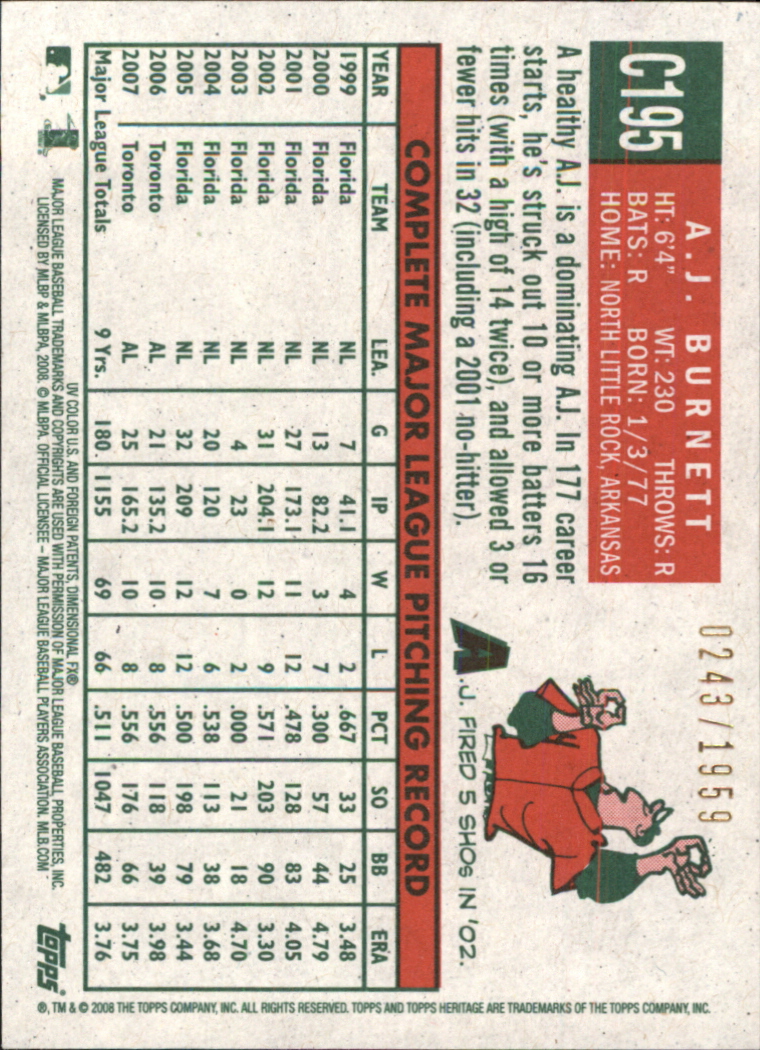 C195
A.J. BURNETT
HT: 6'4" WT: 230 THROWS: R
BATS: R BORN: 1/3/77
HOME: NORTH LITTLE ROCK, ARKANSAS
0243/1959
A healthy A.J. is a dominating A.J. In 177 career
starts, he's struck out 10 or more batters 16
times (with a high of 14 twice), and allowed 3 or
fewer hits in 32 (including a 2001 no-hitter).
A.J. FIRED 5 SHOS IN '02.
COMPLETE MAJOR LEAGUE PITCHING RECORD
YEAR TEAM LEA. G IP W L PCT SO BB ERA
1999 Florida NL 7 41.1 4 2 .667 33 25 3.48
2000 Florida NL 13 82.2 3 7 .300 57 44 4.79
2001 Florida NL 27 173.1 11 12 .478 128 83 4.05
2002 Florida NL 31 204.1 12 9 .571 203 90 3.30
2003 Florida NL 4 23 0 2 .000 21 18 4.70
2004 Florida NL 20 120 7 6 .538 113 38 3.68
2005 Florida NL 32 209 12 12 .500 198 79 3.44
2006 Toronto AL 21 135.2 10 8 .556 118 39 3.98
2007 Toronto AL 25 165.2 10 8 .556 176 66 3.75
Major League Totals 9 Yrs. 180 1155 69 66 .511 1047 482 3.76
UV COLOR U.S. AND FOREIGN PATENTS, DIMENSIONAL FX®
MAJOR LEAGUE BASEBALL TRADEMARKS AND COPYRIGHTS ARE USED WITH PERMISSION OF MAJOR LEAGUE BASEBALL PROPERTIES, INC.
LICENSED BY MLBP & MLBPA, 2008. © MLBPA. OFFICIAL LICENSEE – MAJOR LEAGUE BASEBALL PLAYERS ASSOCIATION. MLB.COM
topps
®, TM & © 2008 THE TOPPS COMPANY, INC. ALL RIGHTS RESERVED. TOPPS AND TOPPS HERITAGE ARE TRADEMARKS OF THE TOPPS COMPANY, INC.